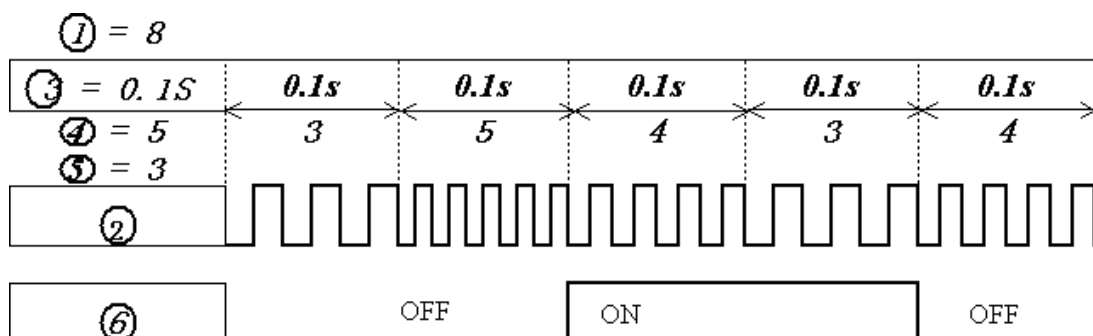 ① = 8
③ = 0.1S 0.1s 0.1s 0.1s 0.1s 0.1s
④ = 5 3 5 4 3 4
⑤ = 3
②
⑥ OFF ON OFF